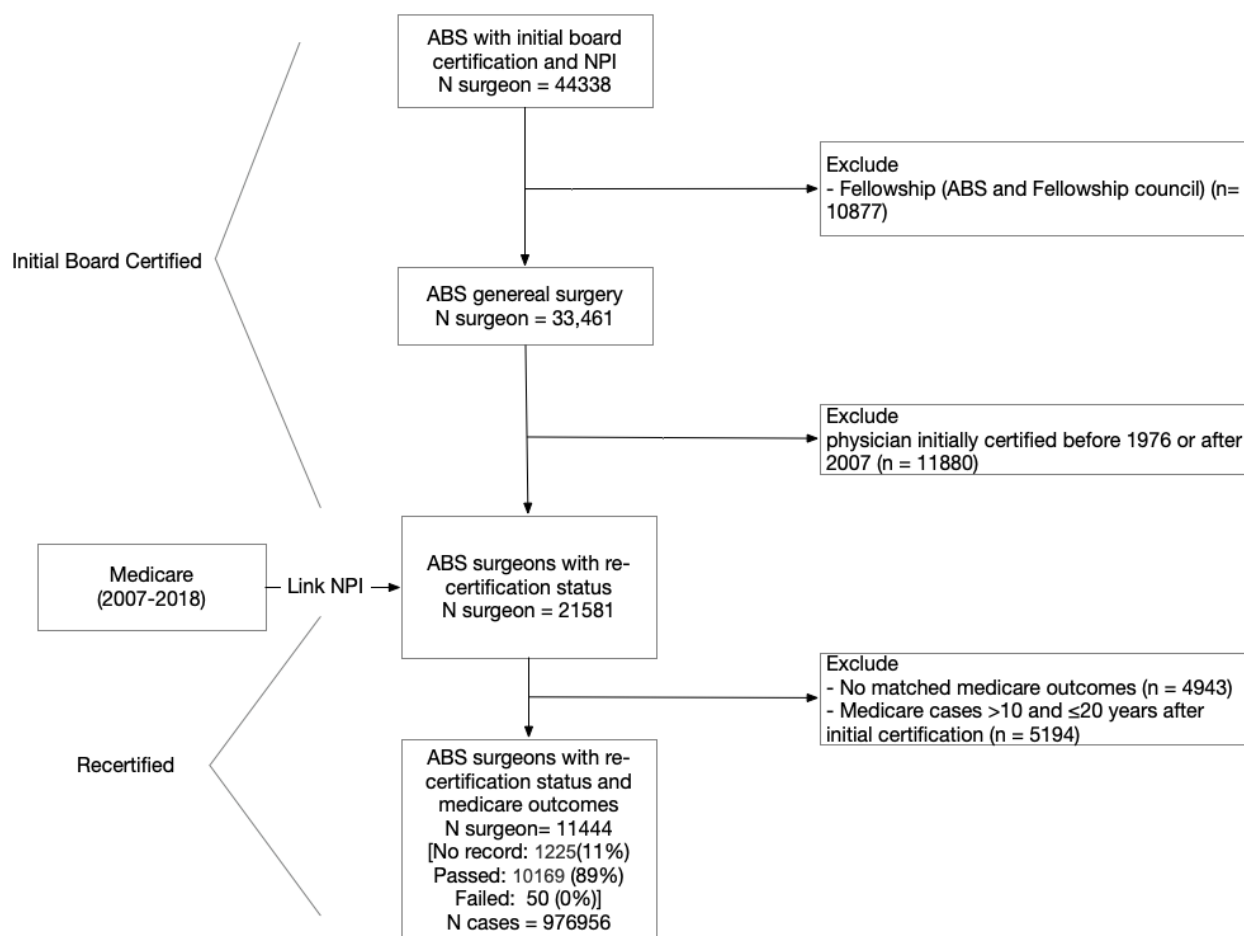 ABS with initial board
certification and NPI
N surgeon = 44338
Exclude
- Fellowship (ABS and Fellowship council) (n=
10877)
Initial Board Certified
ABS genereal surgery
N surgeon = 33,461
Exclude
physician initially certified before 1976 or after
2007 (n = 11880)
Medicare
(2007-2018)
Link NPI
ABS surgeons with re-
certification status
N surgeon = 21581
Exclude
- No matched medicare outcomes (n = 4943)
- Medicare cases >10 and ≤20 years after
initial certification (n = 5194)
Recertified
ABS surgeons with re-
certification status and
medicare outcomes
N surgeon= 11444
[No record: 1225(11%)
Passed: 10169 (89%)
Failed: 50 (0%)]
N cases = 976956